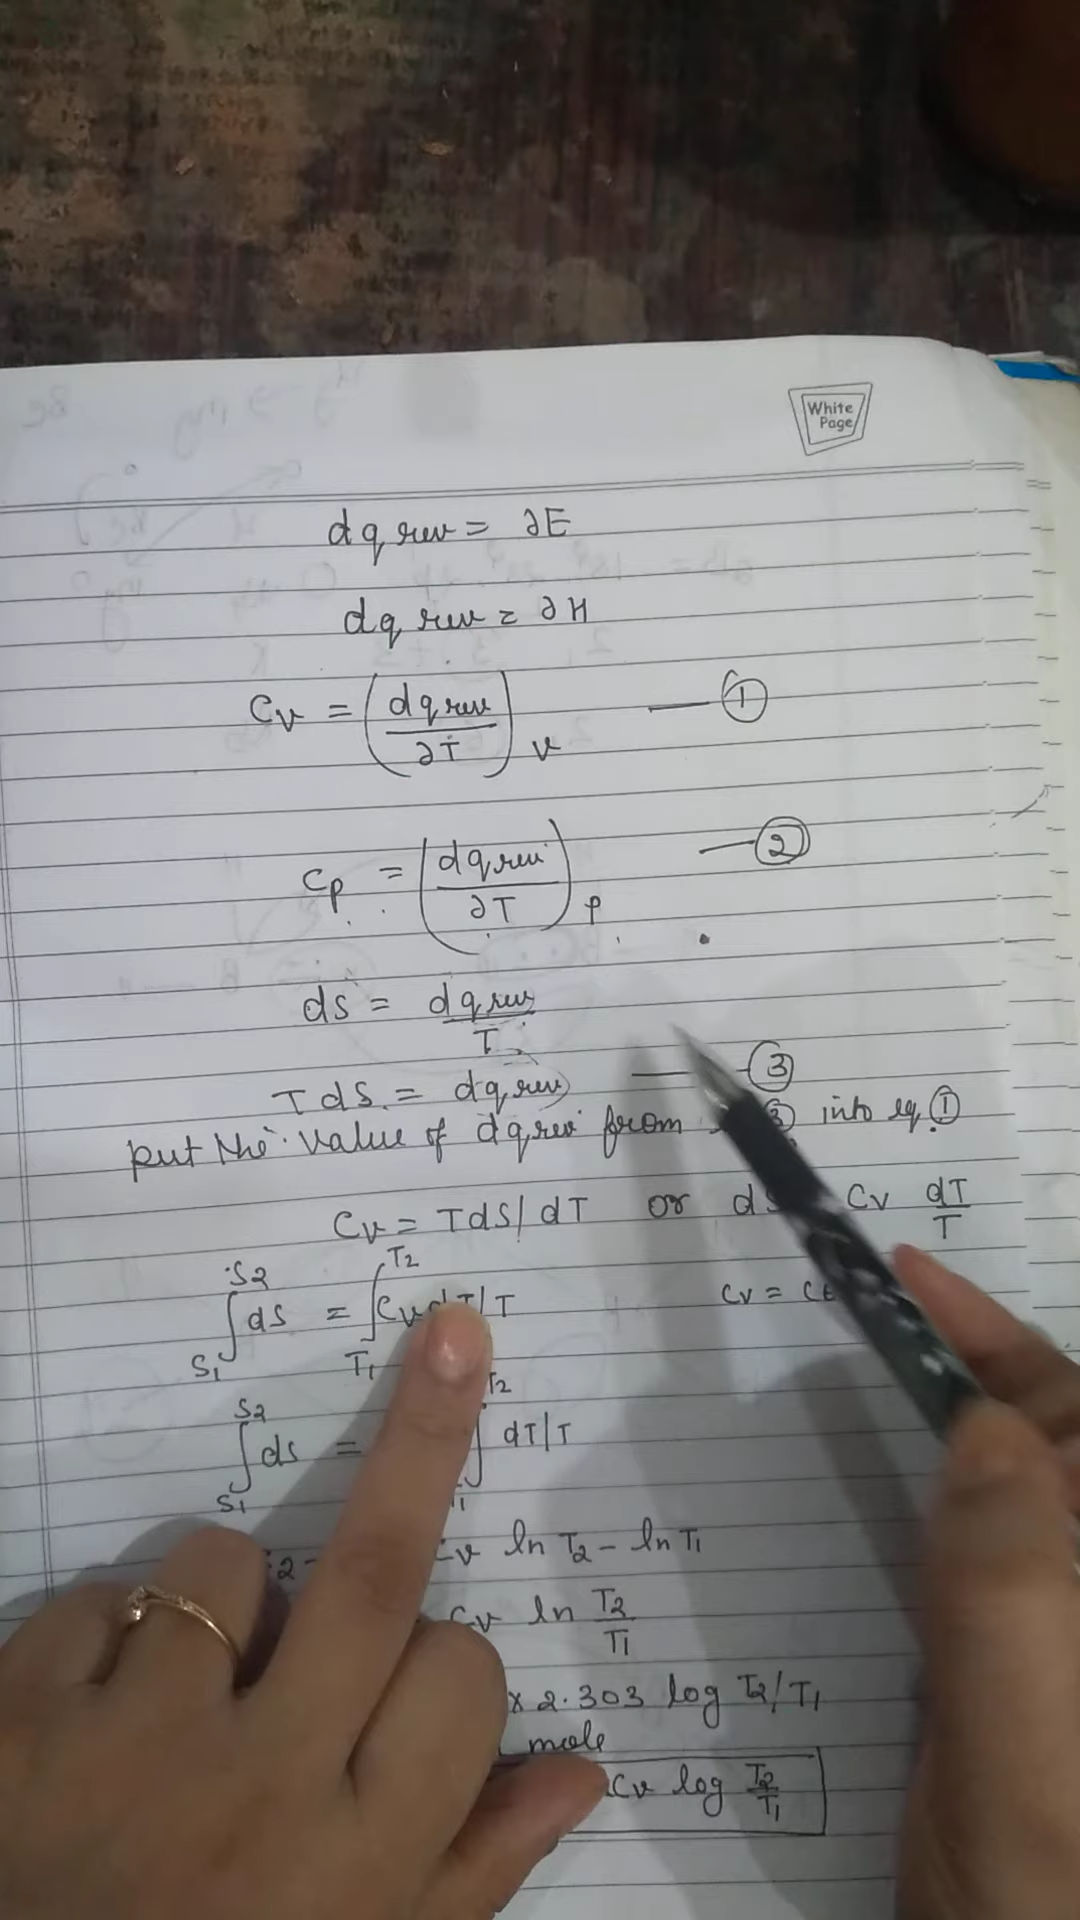 White
Page
dq rev = ∂E
dq rev = ∂H
Cv = (dq rev / ∂T) v — ①
Cp = (dq rev / ∂T) p — ②
ds = dq rev / T
Tds = dq rev — ③
put the value of dq rev from ③ into eq ①
Cv = Tds/dT or ds Cv dT/T
∫ S1 S2 ds = ∫ T1 T2 Cv dT/T Cv =
∫ S1 S2 ds = ∫ T2 dT/T
Cv ln T2 - ln T1
Cv ln T2/T1
x 2.303 log T2/T1
mole
Cv log T2/T1